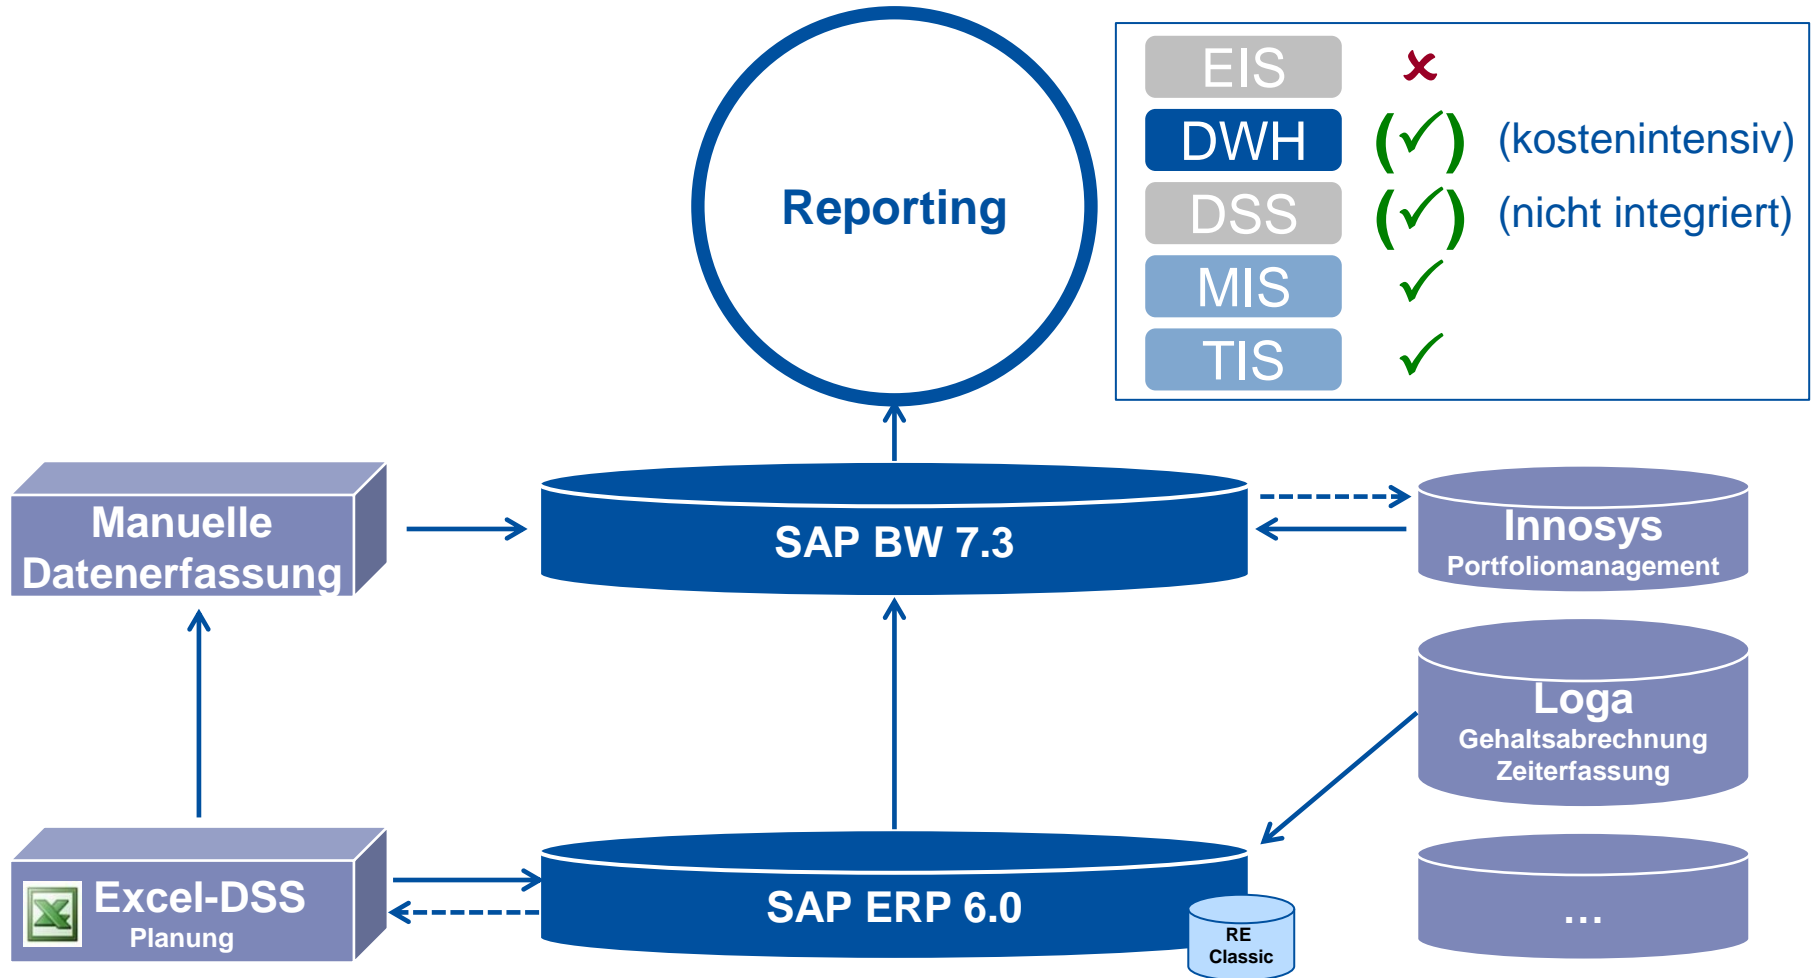 Reporting
EIS
DWH
(kostenintensiv)
DSS
(nicht integriert)
MIS
TIS
Manuelle
Datenerfassung
SAP BW 7.3
Innosys
Portfoliomanagement
Loga
Gehaltsabrechnung
Zeiterfassung
Excel-DSS
Planung
SAP ERP 6.0
RE
Classic
...